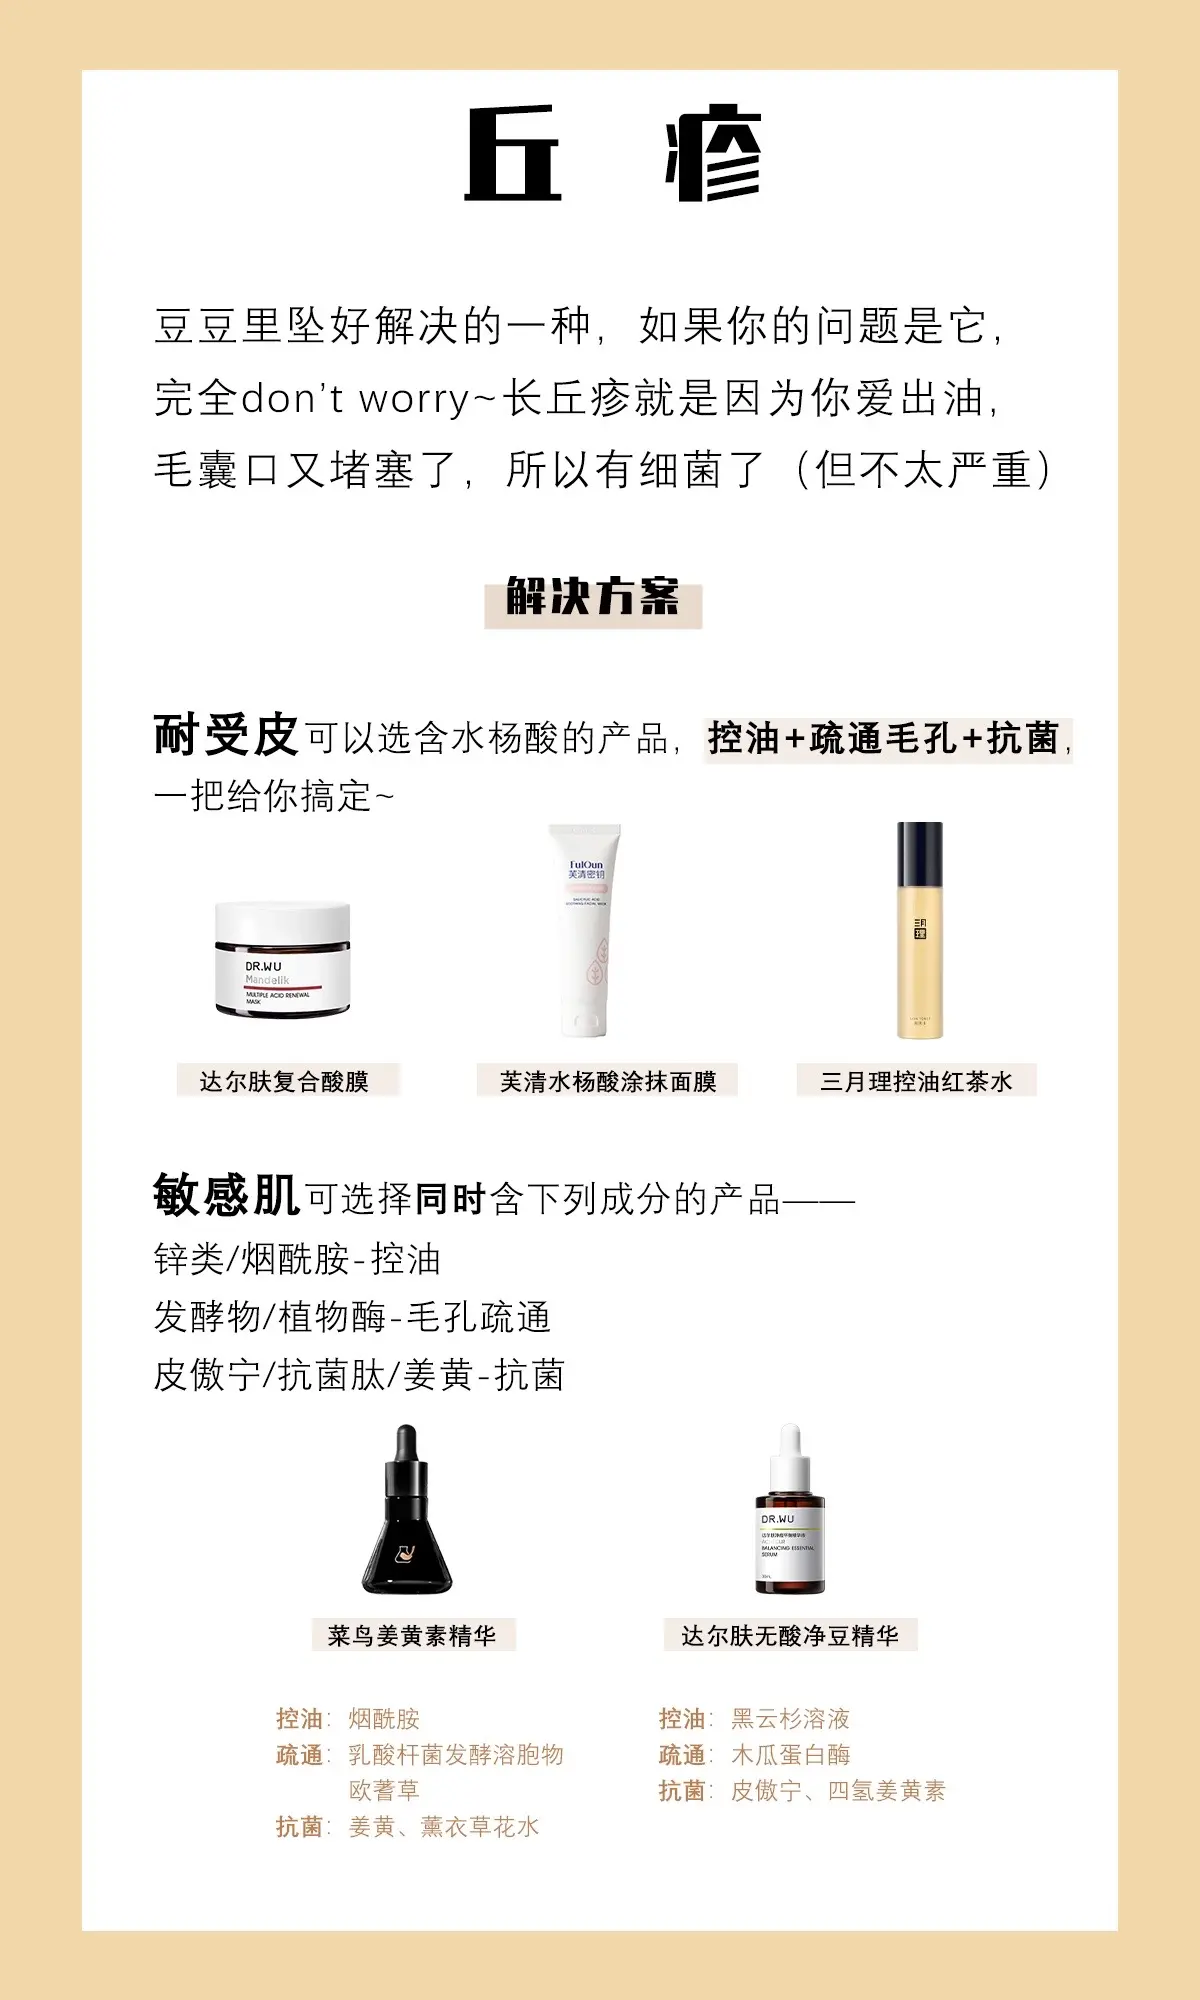 丘疹
豆豆里坠好解决的一种，如果你的问题是它，
完全don't worry~长丘疹就是因为你爱出油，
毛囊口又堵塞了，所以有细菌了（但不太严重）
解决方案
耐受皮可以选含水杨酸的产品，控油+疏通毛孔+抗菌，
一把给你搞定~
DR.WU
Mandelik
MULTIPLE ACID RENEWAL
MASK
FulQun
芙清密钥
SALICYLIC ACID
三月
理
达尔肤复合酸膜
芙清水杨酸涂抹面膜
三月理控油红茶水
敏感肌可选择同时含下列成分的产品——
锌类/烟酰胺-控油
发酵物/植物酶-毛孔疏通
皮傲宁/抗菌肽/姜黄-抗菌
DR.WU
BALANCING ESSENTIAL
SERUM
菜鸟姜黄素精华
达尔肤无酸净豆精华
控油：烟酰胺
疏通：乳酸杆菌发酵溶胞物
欧蓍草
抗菌：姜黄、薰衣草花水
控油：黑云杉溶液
疏通：木瓜蛋白酶
抗菌：皮傲宁、四氢姜黄素